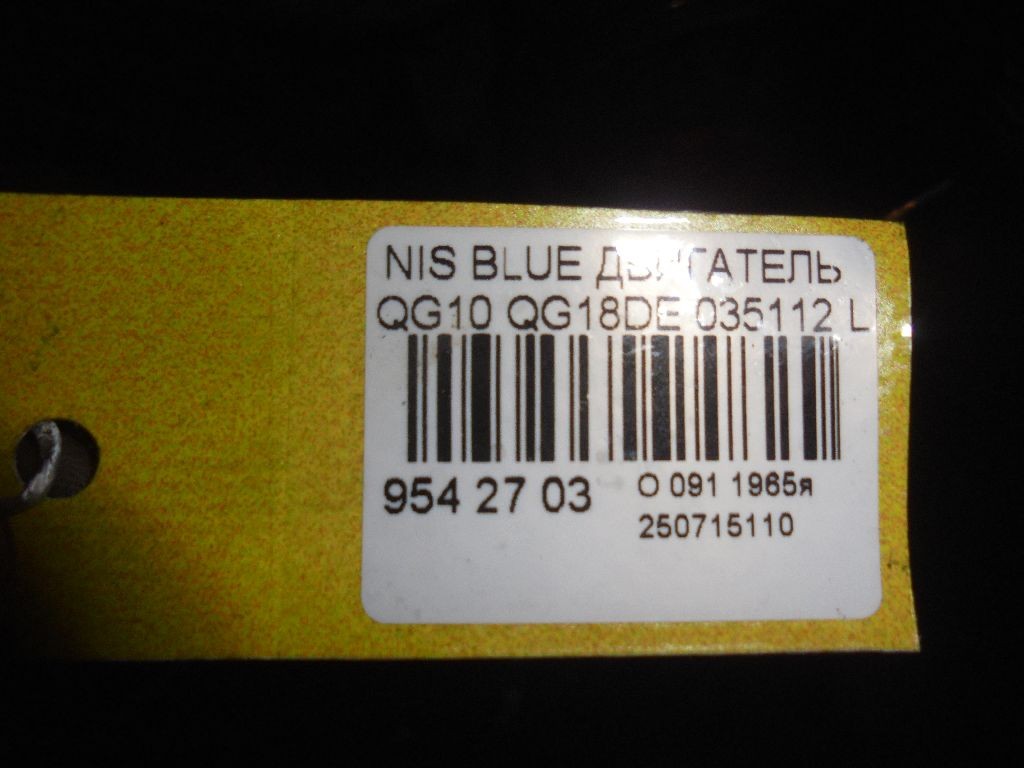 NIS BLUE ДВИГАТЕЛЬ
QG10 QG18DE 035112 L
954 27 03
O 091 1965я
250715110